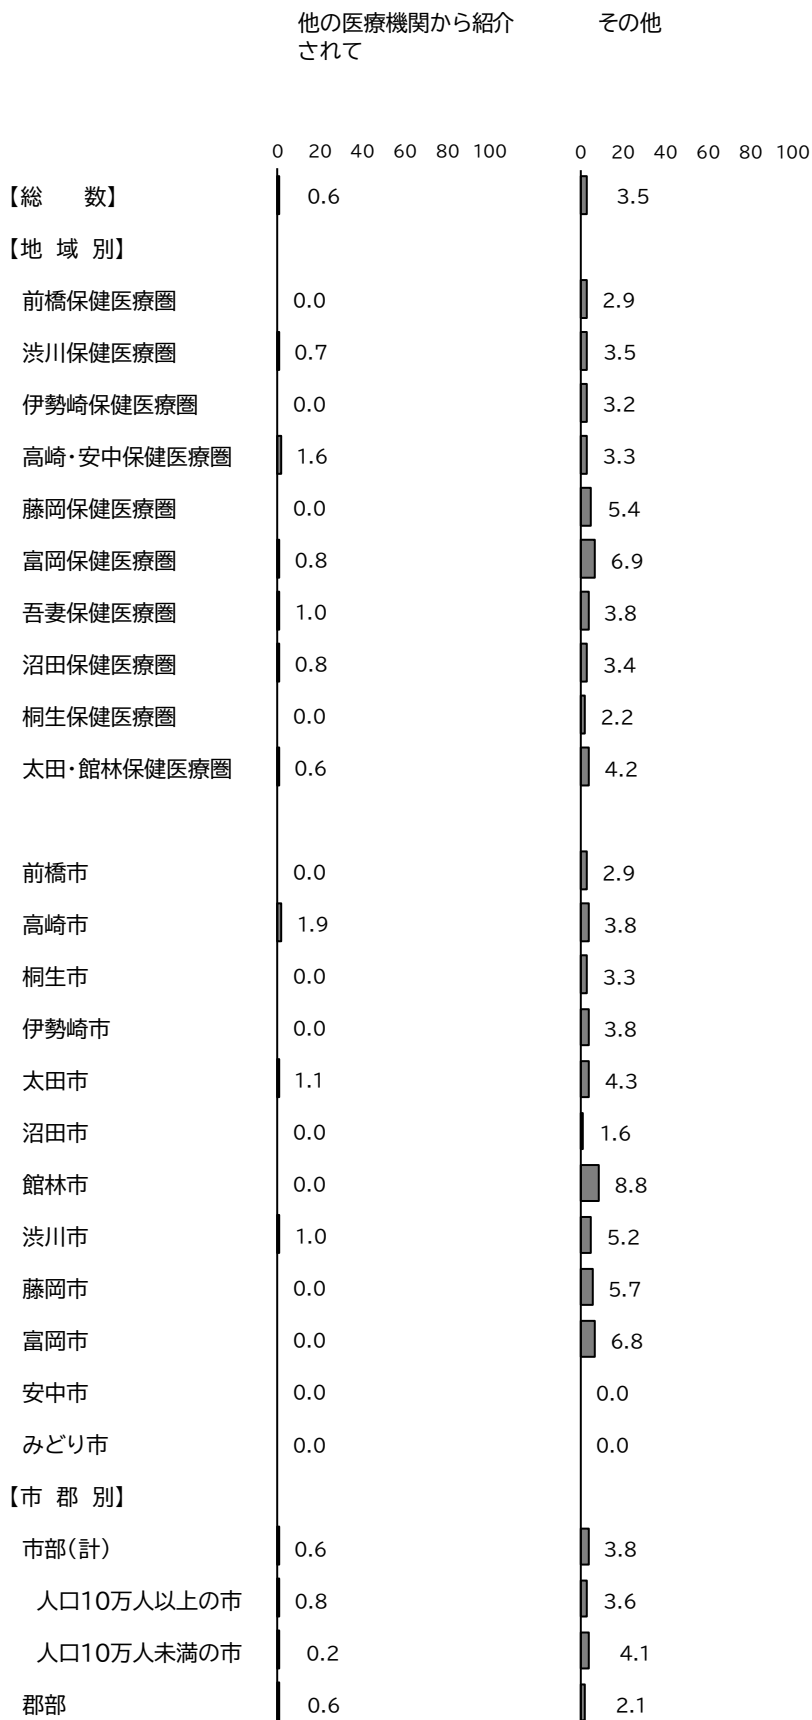 他の医療機関から紹介 その他
されて
0 20 40 60 80 100 0 20 40 60 80 100
【総　数】 0.6 3.5
【地 域 別】
前橋保健医療圏 0.0 2.9
渋川保健医療圏 0.7 3.5
伊勢崎保健医療圏 0.0 3.2
高崎・安中保健医療圏 1.6 3.3
藤岡保健医療圏 0.0 5.4
富岡保健医療圏 0.8 6.9
吾妻保健医療圏 1.0 3.8
沼田保健医療圏 0.8 3.4
桐生保健医療圏 0.0 2.2
太田・館林保健医療圏 0.6 4.2
前橋市 0.0 2.9
高崎市 1.9 3.8
桐生市 0.0 3.3
伊勢崎市 0.0 3.8
太田市 1.1 4.3
沼田市 0.0 1.6
館林市 0.0 8.8
渋川市 1.0 5.2
藤岡市 0.0 5.7
富岡市 0.0 6.8
安中市 0.0 0.0
みどり市 0.0 0.0
【市 郡 別】
市部(計) 0.6 3.8
人口10万人以上の市 0.8 3.6
人口10万人未満の市 0.2 4.1
郡部 0.6 2.1